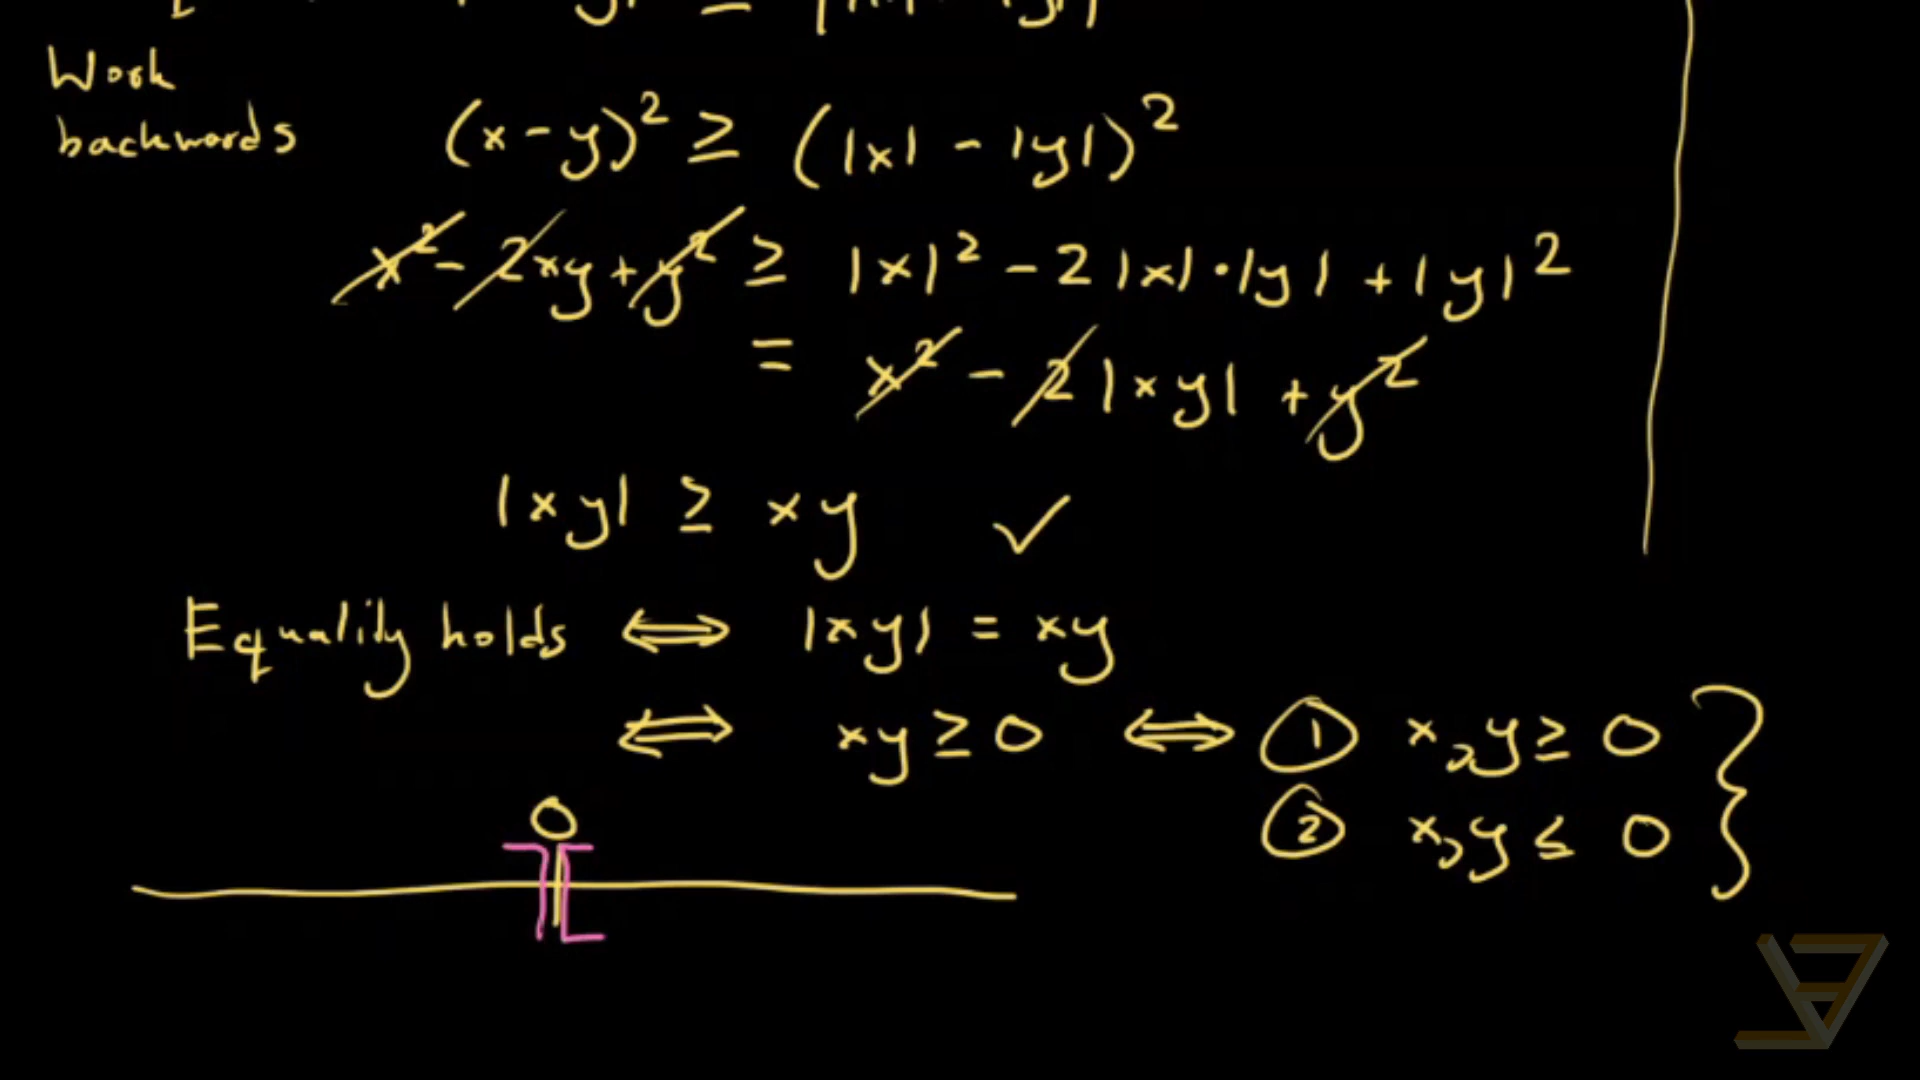 Work
backwards
(x-y)² ≥ (|x| - |y|)²
x² - 2xy + y² ≥ |x|² - 2|x|·|y| + |y|²
= x² - 2|xy| + y²
|xy| ≥ xy ✓
Equality holds ⟺ |xy| = xy
⟺ xy ≥ 0 ⟺ ① x,y ≥ 0
② x,y ≤ 0
0